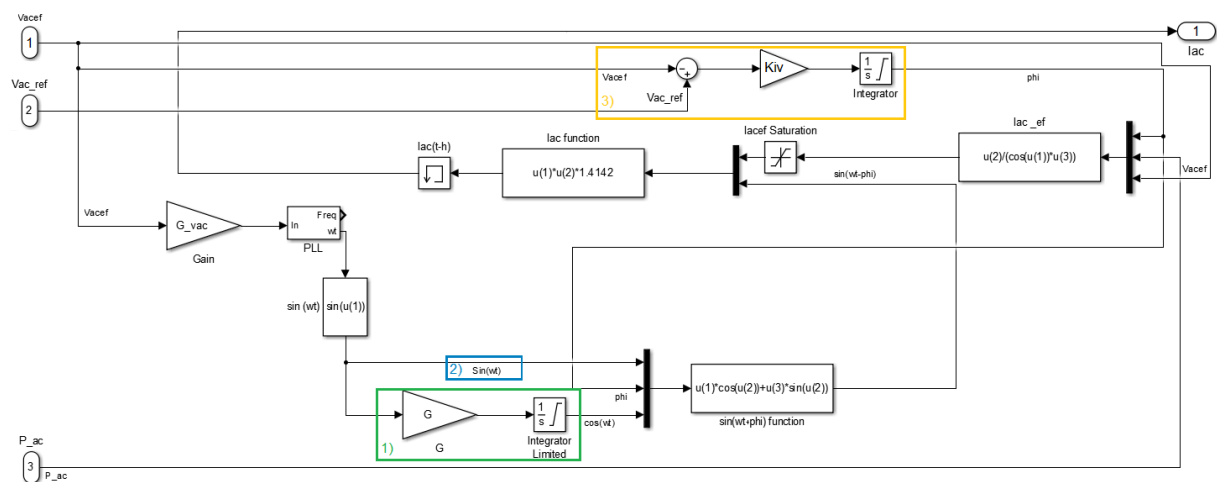 Vacef
1
1
Iac
Vac_ref
2
Vacef
Kiv
1
s
Integrator
Vac_ref
3)
phi
Iac function
Iacef Saturation
Iac _ef
Iac(t-h)
u(1)*u(2)*1.4142
u(2)/(cos(u(1))*u(3))
sin(wt-phi)
Vacef
Vacef
G_vac
Gain
In
Freq
wt
PLL
sin (wt)
sin(u(1))
2)
Sin(wt)
phi
u(1)*cos(u(2))+u(3)*sin(u(2))
sin(wt+phi) function
G
1
s
cos(wt)
1)
G
Integrator
Limited
P_ac
3
P_ac